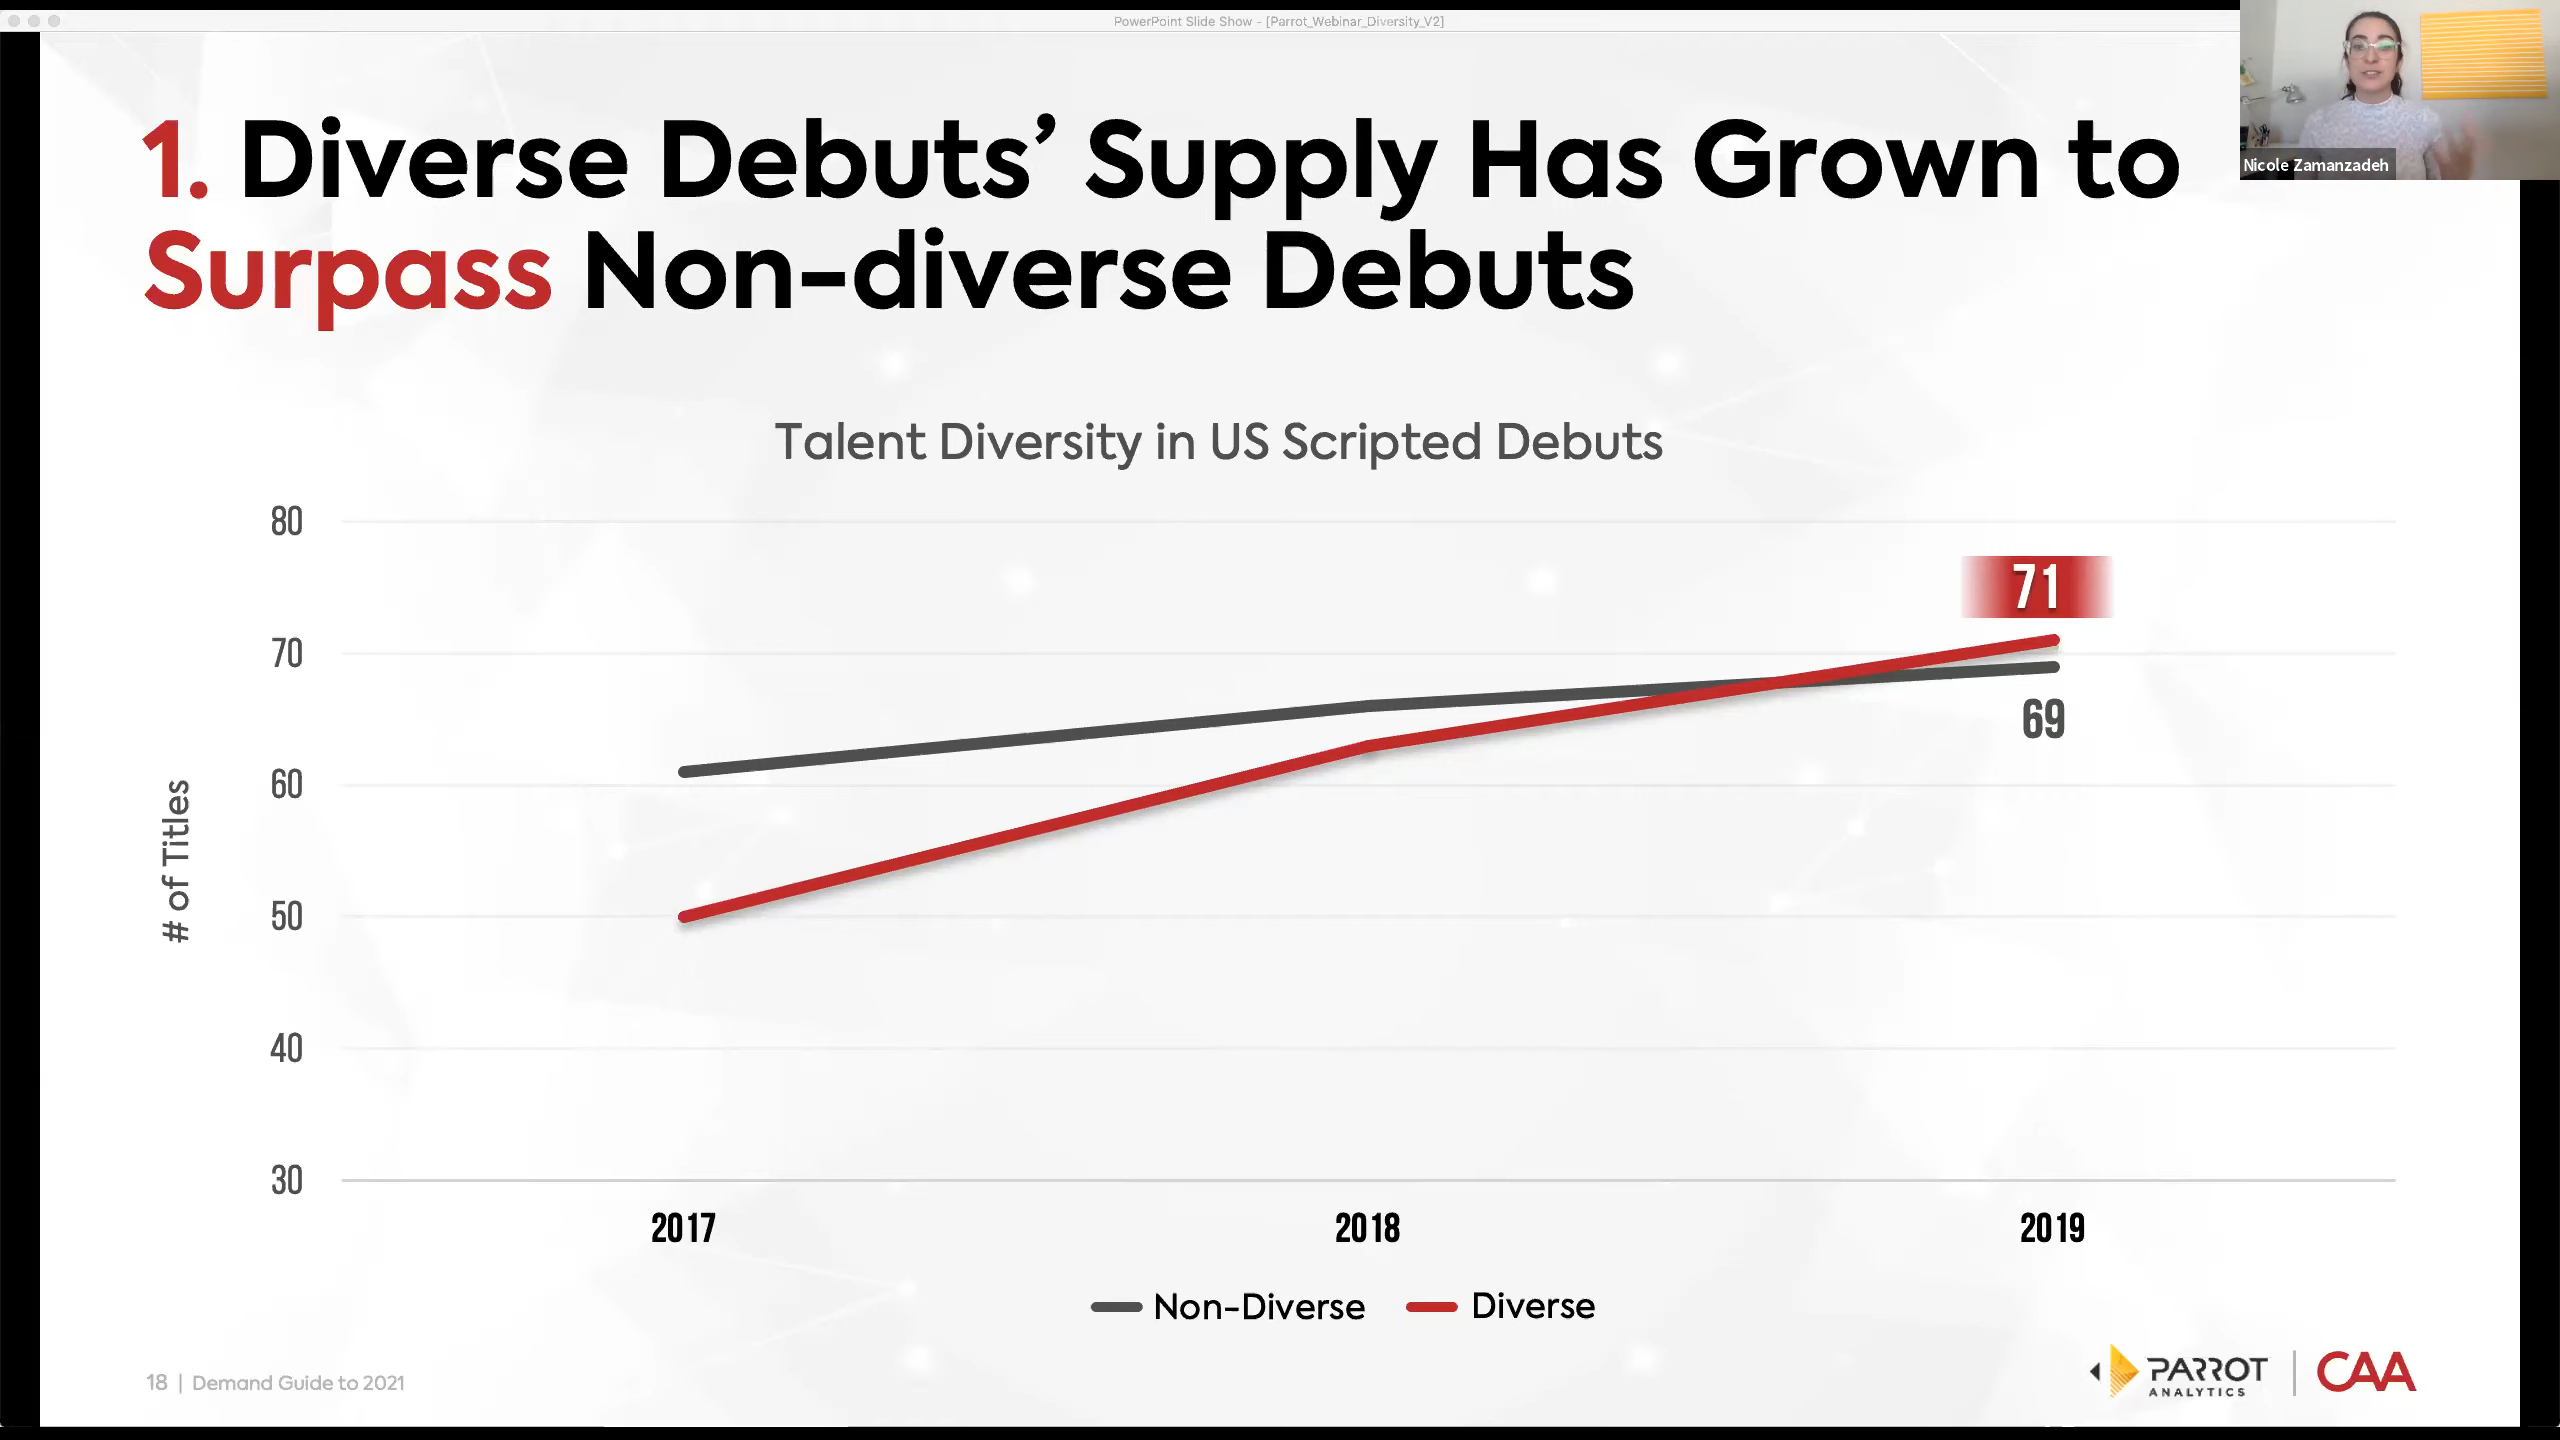 PowerPoint Slide Show - [Parrot_Webinar_Diversity_V2]
1. Diverse Debuts’ Supply Has Grown to
Surpass Non-diverse Debuts
Nicole Zamanzadeh
Talent Diversity in US Scripted Debuts
# of Titles
80
70
60
50
40
30
71
69
2017 2018 2019
Non-Diverse Diverse
18 | Demand Guide to 2021
PARROT
ANALYTICS
CAA